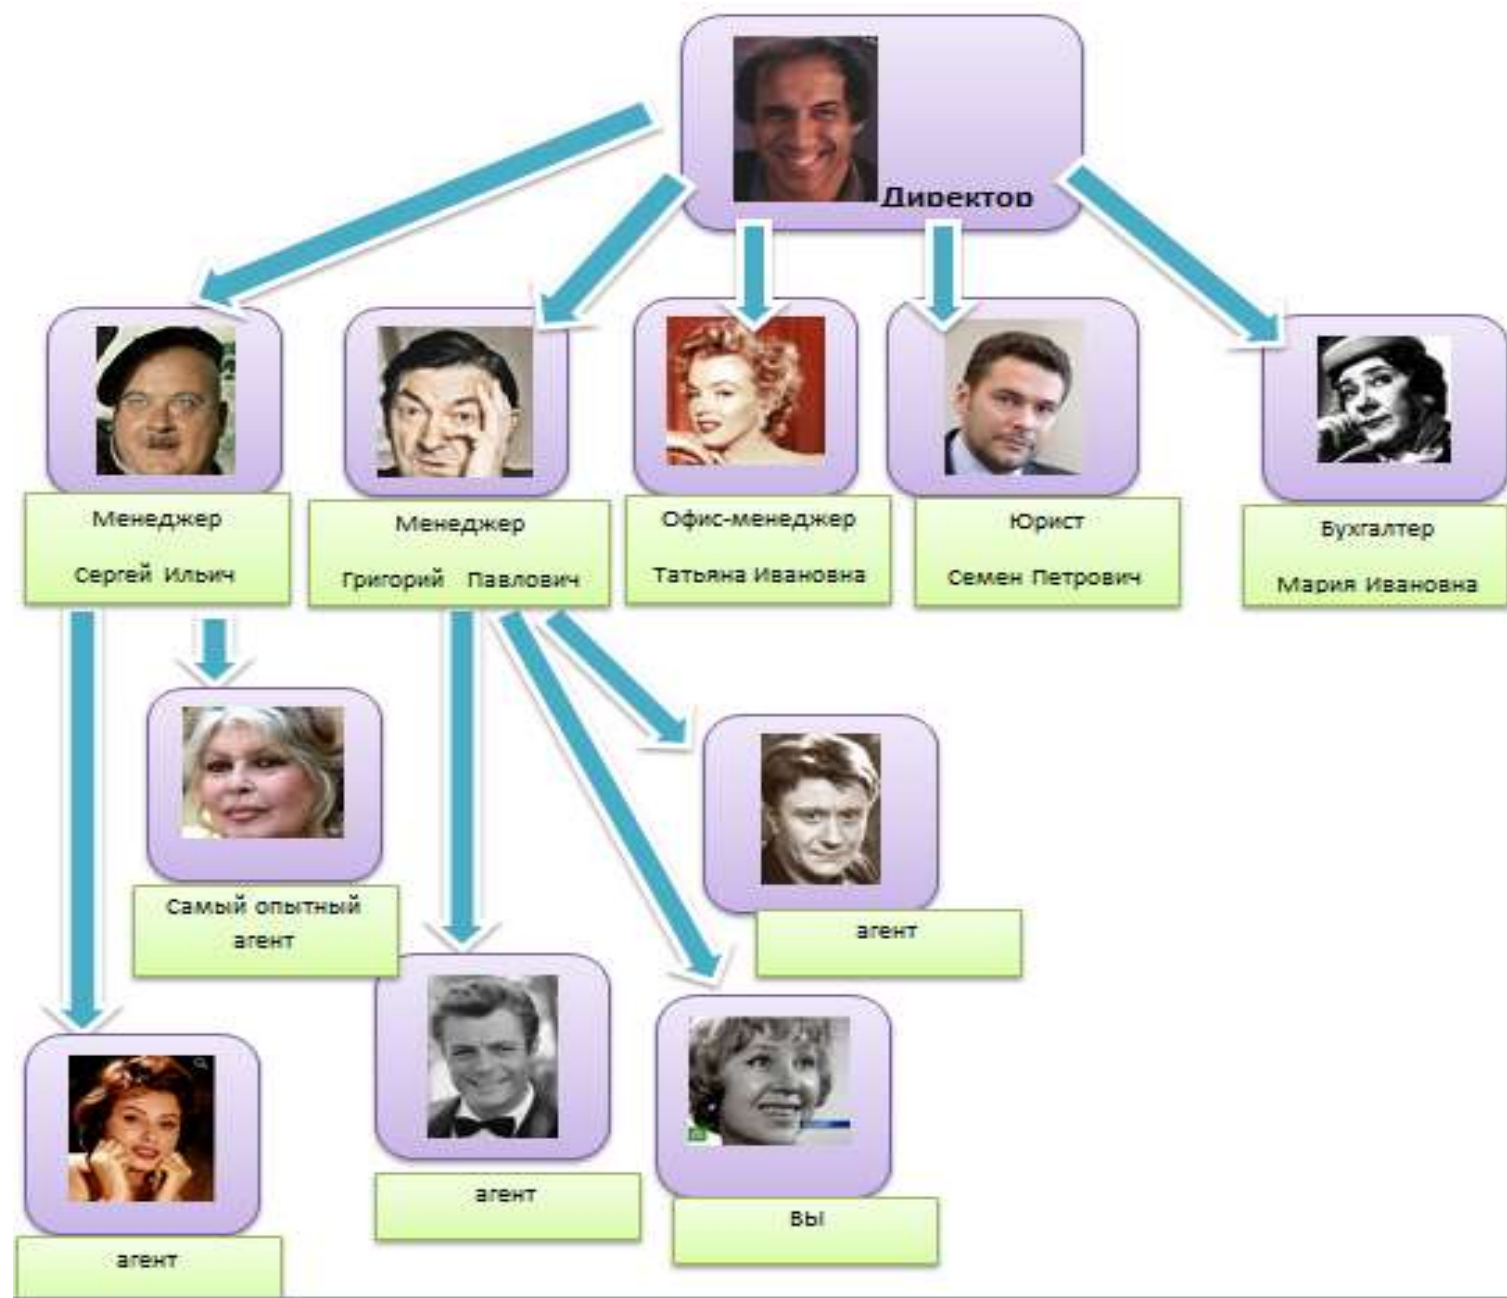 Директор
Менеджер
Сергей Ильич
Менеджер
Григорий Павлович
Офис-менеджер
Татьяна Ивановна
Юрист
Семен Петрович
Бухгалтер
Мария Ивановна
Самый опытный
агент
агент
агент
вы
агент